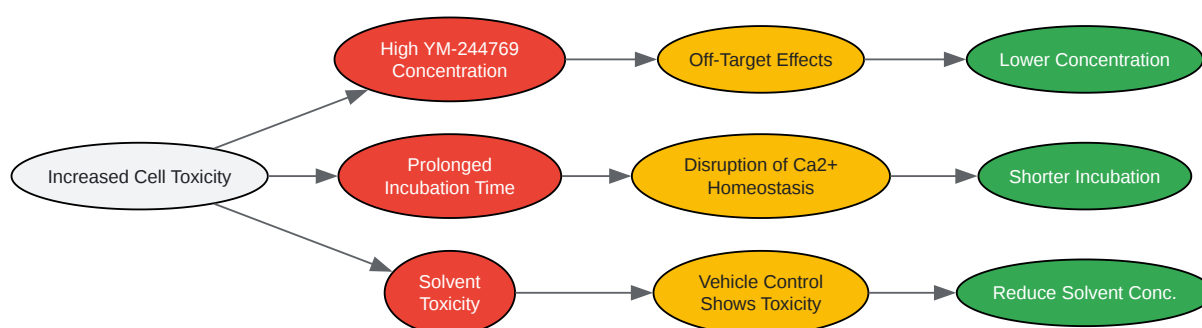 High YM-244769
Concentration
Off-Target Effects
Lower Concentration
Increased Cell Toxicity
Prolonged
Incubation Time
Disruption of Ca2+
Homeostasis
Shorter Incubation
Solvent
Toxicity
Vehicle Control
Shows Toxicity
Reduce Solvent Conc.